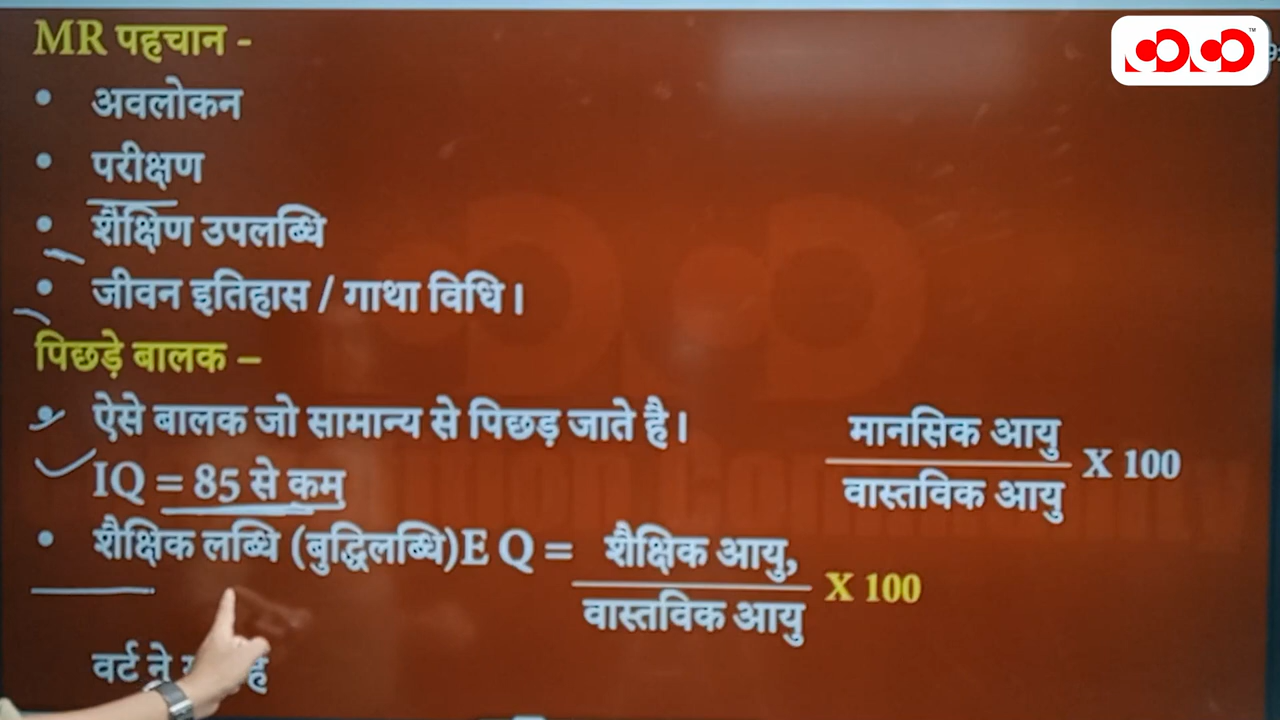 MR पहचान -
• अवलोकन
• परीक्षण
• शैक्षिण उपलब्धि
• जीवन इतिहास / गाथा विधि ।
पिछड़े बालक –
• ऐसे बालक जो सामान्य से पिछड़ जाते है ।
IQ = 85 से कम
मानसिक आयु
वास्तविक आयु
X 100
• शैक्षिक लब्धि (बुद्धिलब्धि)E Q =
शैक्षिक आयु,
वास्तविक आयु
X 100
वर्ट ने